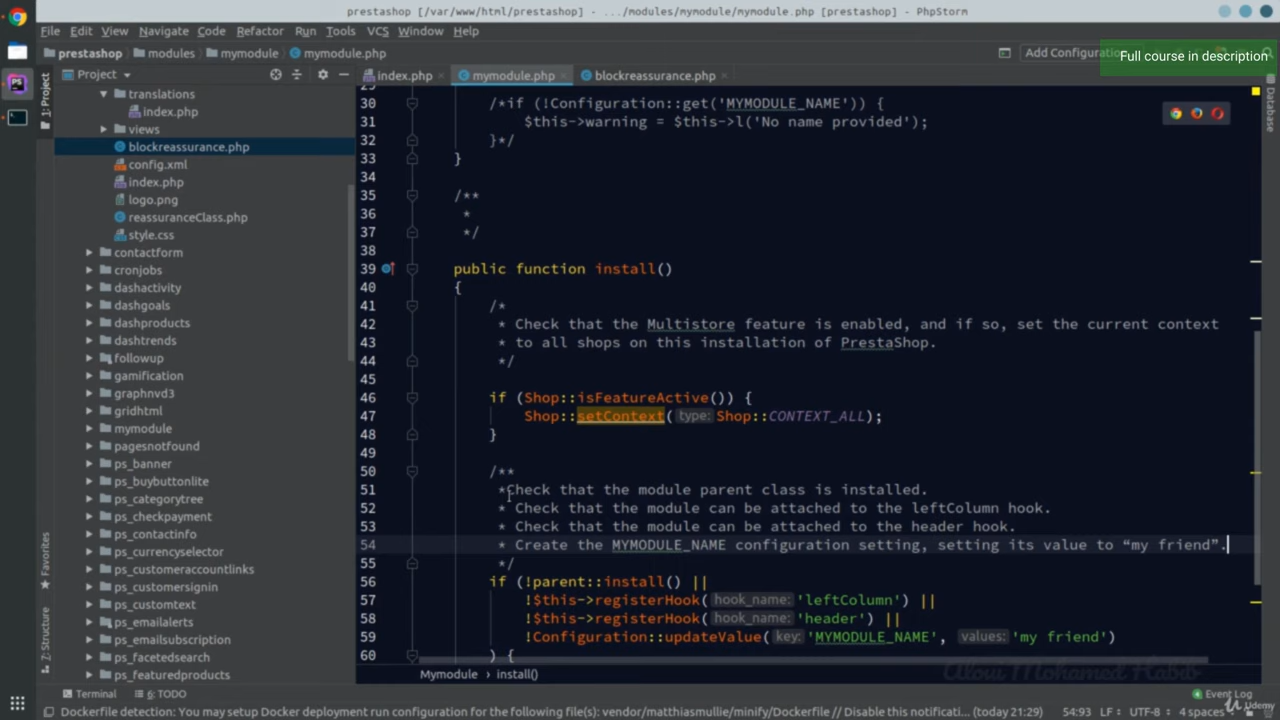 prestashop [/var/www/html/prestashop] - .../modules/mymodule/mymodule.php [prestashop] - PhpStorm
File Edit View Navigate Code Refactor Run Tools VCS Window Help
prestashop modules mymodule mymodule.php
Add Configuratio
Full course in description
Project
index.php
mymodule.php
blockreassurance.php
1: Project
Favorites
Z: Structure
Database
translations
index.php
views
blockreassurance.php
config.xml
index.php
logo.png
reassuranceClass.php
style.css
contactform
cronjobs
dashactivity
dashgoals
dashproducts
dashtrends
followup
gamification
graphnvd3
gridhtml
mymodule
pagesnotfound
ps_banner
ps_buybuttonlite
ps_categorytree
ps_checkpayment
ps_contactinfo
ps_currencyselector
ps_customeraccountlinks
ps_customersignin
ps_customtext
ps_emailalerts
ps_emailsubscription
ps_facetedsearch
ps_featuredproducts
29
30 /*if (!Configuration::get('MYMODULE_NAME')) {
31 $this->warning = $this->l('No name provided');
32 }*/
33 }
34
35 /**
36 *
37 */
38
39 public function install()
40 {
41 /*
42 * Check that the Multistore feature is enabled, and if so, set the current context
43 * to all shops on this installation of PrestaShop.
44 */
45
46 if (Shop::isFeatureActive()) {
47 Shop::setContext( type: Shop::CONTEXT_ALL);
48 }
49
50 /**
51 *Check that the module parent class is installed.
52 * Check that the module can be attached to the leftColumn hook.
53 * Check that the module can be attached to the header hook.
54 * Create the MYMODULE_NAME configuration setting, setting its value to “my friend”.
55 */
56 if (!parent::install() ||
57 !$this->registerHook( hook_name: 'leftColumn') ||
58 !$this->registerHook( hook_name: 'header') ||
59 !Configuration::updateValue( key: 'MYMODULE_NAME', values: 'my friend')
60 ) {
Aloui Mohamed Habib
Mymodule › install()
Terminal 6: TODO
Event Log
Dockerfile detection: You may setup Docker deployment run configuration for the following file(s): vendor/matthiasmullie/minify/Dockerfile // Disable this notificati... (today 21:29)
54:93 LF UTF-8 4 spaces
Udemy